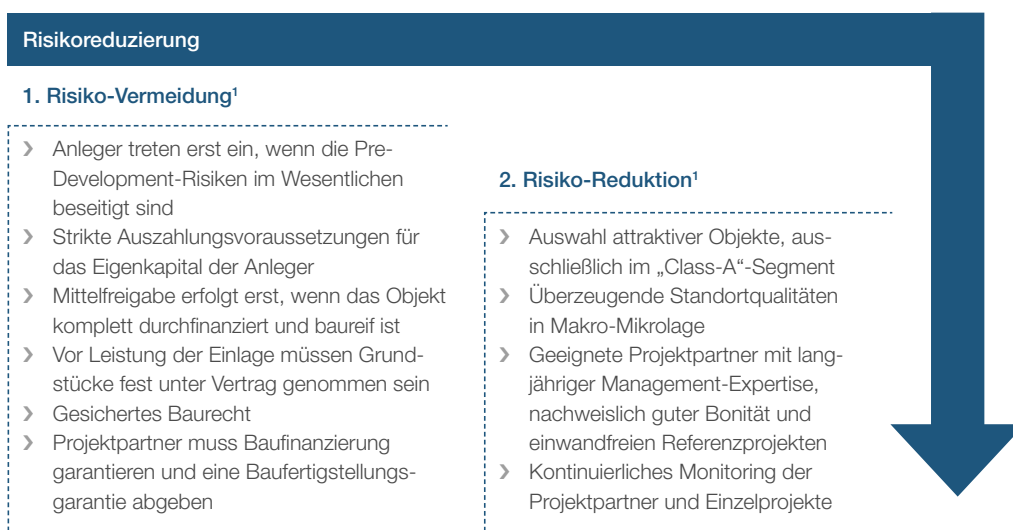 Risikoreduzierung
1. Risiko-Vermeidung¹
› Anleger treten erst ein, wenn die Pre-
Development-Risiken im Wesentlichen
beseitigt sind
› Strikte Auszahlungsvoraussetzungen für
das Eigenkapital der Anleger
› Mittelfreigabe erfolgt erst, wenn das Objekt
komplett durchfinanziert und baureif ist
› Vor Leistung der Einlage müssen Grund-
stücke fest unter Vertrag genommen sein
› Gesichertes Baurecht
› Projektpartner muss Baufinanzierung
garantieren und eine Baufertigstellungs-
garantie abgeben
2. Risiko-Reduktion¹
› Auswahl attraktiver Objekte, aus-
schließlich im „Class-A“-Segment
› Überzeugende Standortqualitäten
in Makro-Mikrolage
› Geeignete Projektpartner mit lang-
jähriger Management-Expertise,
nachweislich guter Bonität und
einwandfreien Referenzprojekten
› Kontinuierliches Monitoring der
Projektpartner und Einzelprojekte